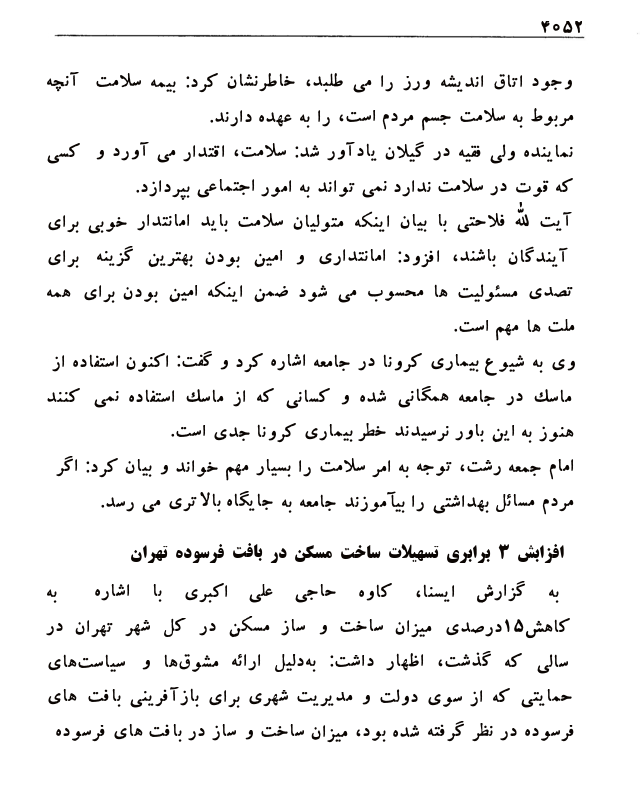 ۴۰۵۲
وجود اتاق اندیشه ورز را می طلبد، خاطرنشان کرد: بیمه سلامت آنچه
مربوط به سلامت جسم مردم است، را به عهده دارند.
نماینده ولی فقیه در گیلان یادآور شد: سلامت، اقتدار می آورد و کسی
که قوت در سلامت ندارد نمی تواند به امور اجتماعی بپردازد.
آیت لله فلاحتی با بیان اینکه متولیان سلامت باید امانتدار خوبی برای
آیندگان باشند، افزود: امانتداری و امین بودن بهترین گزینه برای
تصدی مسئولیت ها محسوب می شود ضمن اینکه امین بودن برای همه
ملت ها مهم است.
وی به شیوع بیماری کرونا در جامعه اشاره کرد و گفت: اکنون استفاده از
ماسك در جامعه همگانی شده و کسانی که از ماسك استفاده نمی کنند
هنوز به این باور نرسیدند خطر بیماری کرونا جدی است.
امام جمعه رشت، توجه به امر سلامت را بسیار مهم خواند و بیان کرد: اگر
مردم مسائل بهداشتی را بیآموزند جامعه به جایگاه بالاتری می رسد.
افزایش ۳ برابری تسهیلات ساخت مسکن در بافت فرسوده تهران
به گزارش ایسنا، کاوه حاجی علی اکبری با اشاره به
کاهش۱۵درصدی میزان ساخت و ساز مسکن در کل شهر تهران در
سالی که گذشت، اظهار داشت: به‌دلیل ارائه مشوق‌ها و سیاست‌های
حمایتی که از سوی دولت و مدیریت شهری برای بازآفرینی بافت های
فرسوده در نظر گرفته شده بود، میزان ساخت و ساز در بافت های فرسوده